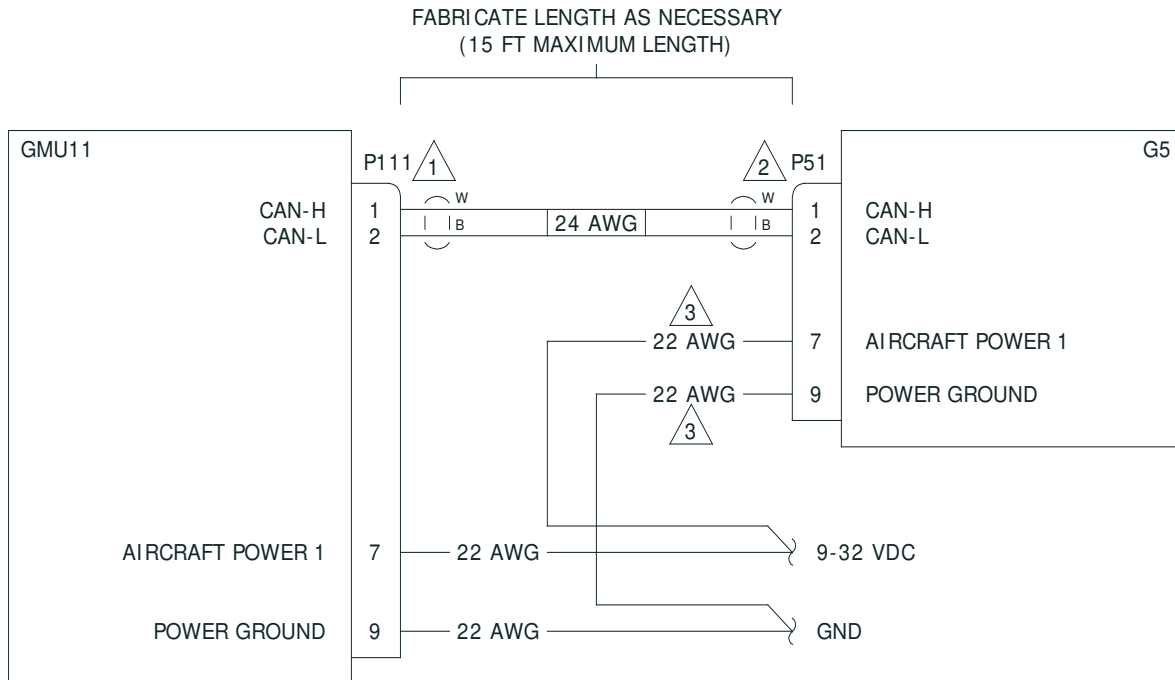 FABRICATE LENGTH AS NECESSARY
(15 FT MAXIMUM LENGTH)
GMU11
G5
P111
1
2
P51
W
W
CAN-H
1
1
CAN-H
B
24 AWG
B
CAN-L
2
2
CAN-L
3
22 AWG
7
AIRCRAFT POWER 1
22 AWG
9
POWER GROUND
3
AIRCRAFT POWER 1
7
22 AWG
9-32 VDC
POWER GROUND
9
22 AWG
GND